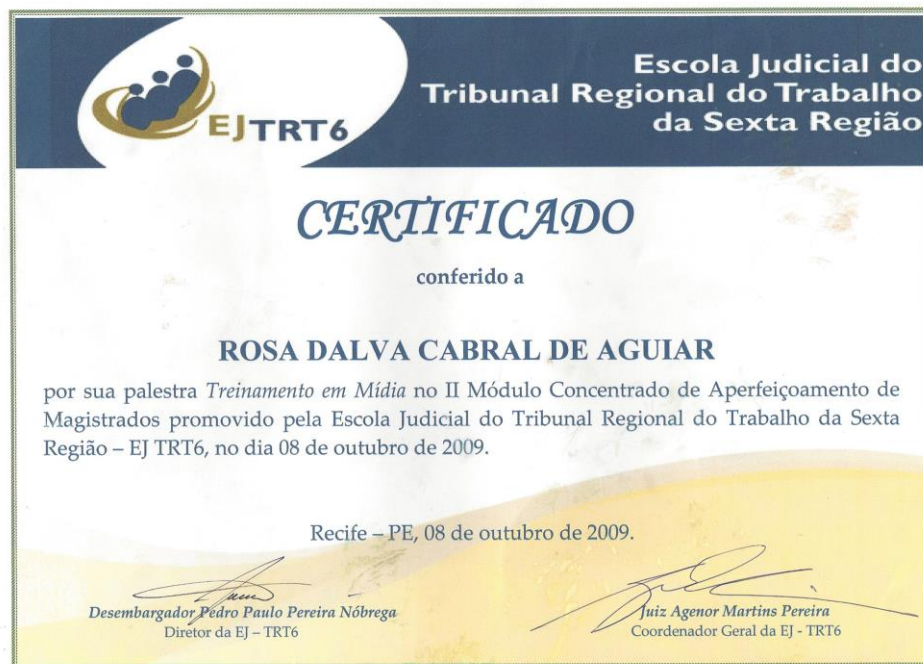 EJTRT6
Escola Judicial do
Tribunal Regional do Trabalho
da Sexta Região
CERTIFICADO
conferido a
ROSA DALVA CABRAL DE AGUIAR
por sua palestra Treinamento em Mídia no II Módulo Concentrado de Aperfeiçoamento de
Magistrados promovido pela Escola Judicial do Tribunal Regional do Trabalho da Sexta
Região – EJ TRT6, no dia 08 de outubro de 2009.
Recife – PE, 08 de outubro de 2009.
Desembargador Pedro Paulo Pereira Nóbrega
Diretor da EJ – TRT6
Juiz Agenor Martins Pereira
Coordenador Geral da EJ - TRT6